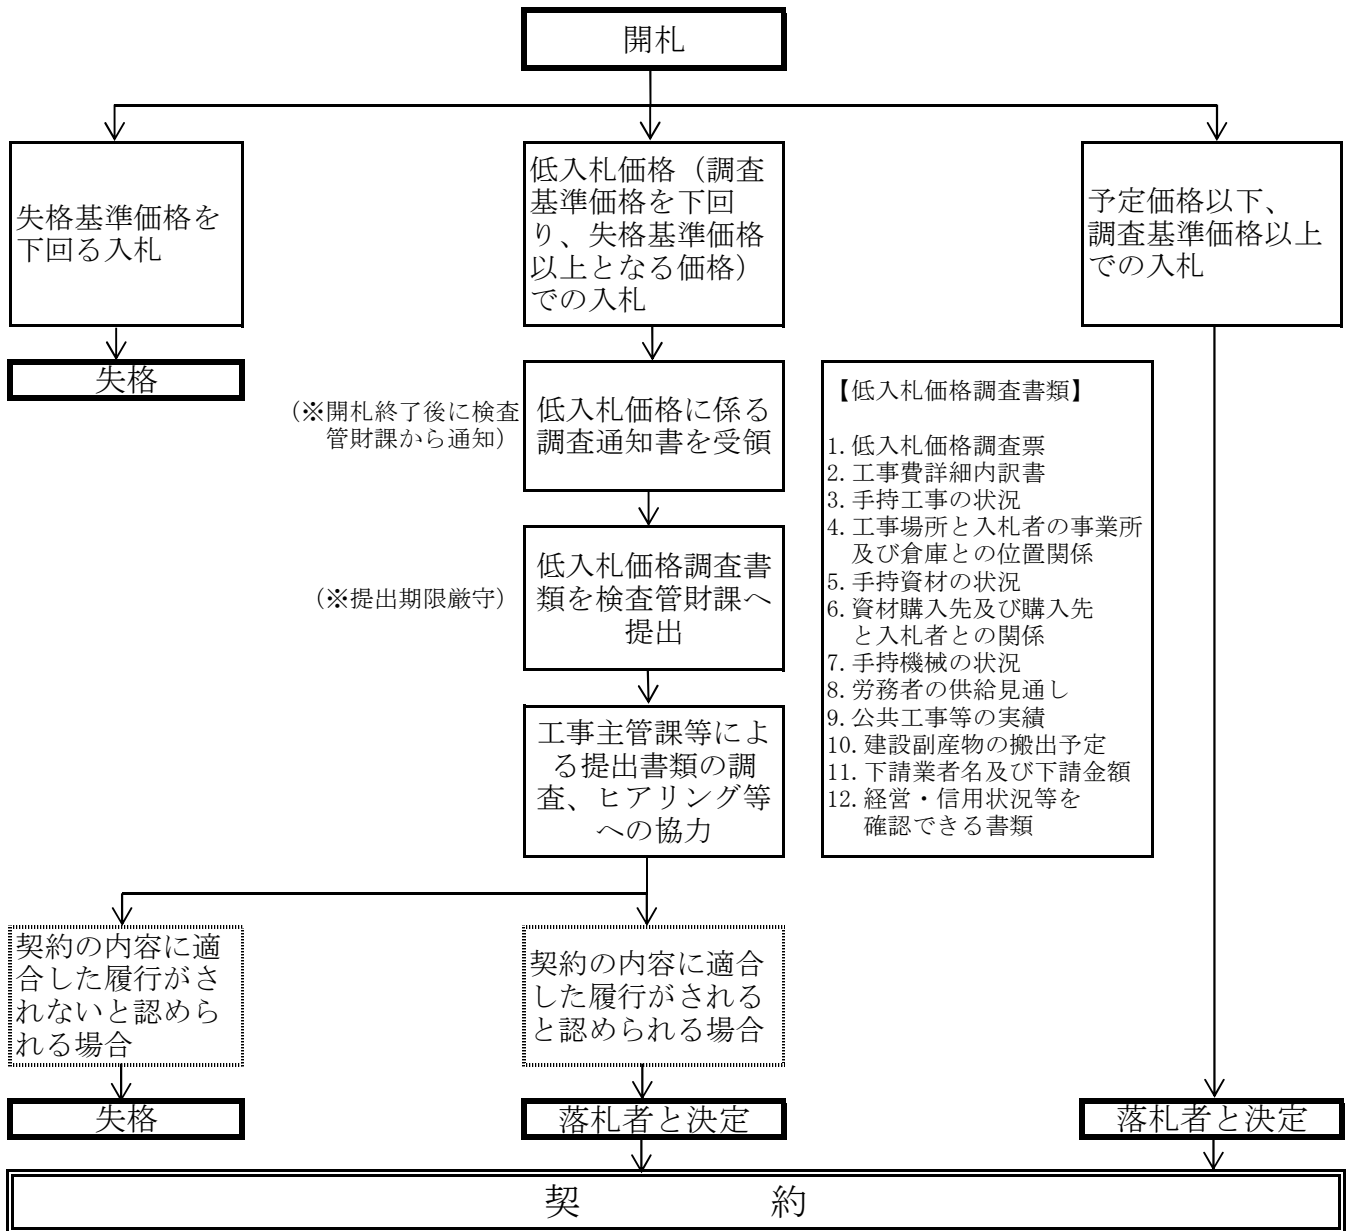 開札
失格基準価格を
下回る入札
低入札価格（調査
基準価格を下回
り、失格基準価格
以上となる価格）
での入札
予定価格以下、
調査基準価格以上
での入札
失格
（※開札終了後に検査
管財課から通知）
低入札価格に係る
調査通知書を受領
（※提出期限厳守）
低入札価格調査書
類を検査管財課へ
提出
工事主管課等によ
る提出書類の調
査、ヒアリング等
への協力
【低入札価格調査書類】
1.低入札価格調査票
2.工事費詳細内訳書
3.手持工事の状況
4.工事場所と入札者の事業所
及び倉庫との位置関係
5.手持資材の状況
6.資材購入先及び購入先
と入札者との関係
7.手持機械の状況
8.労務者の供給見通し
9.公共工事等の実績
10.建設副産物の搬出予定
11.下請業者名及び下請金額
12.経営・信用状況等を
確認できる書類
契約の内容に適
合した履行がさ
れないと認めら
れる場合
契約の内容に適合
した履行がされる
と認められる場合
失格
落札者と決定
落札者と決定
契　約